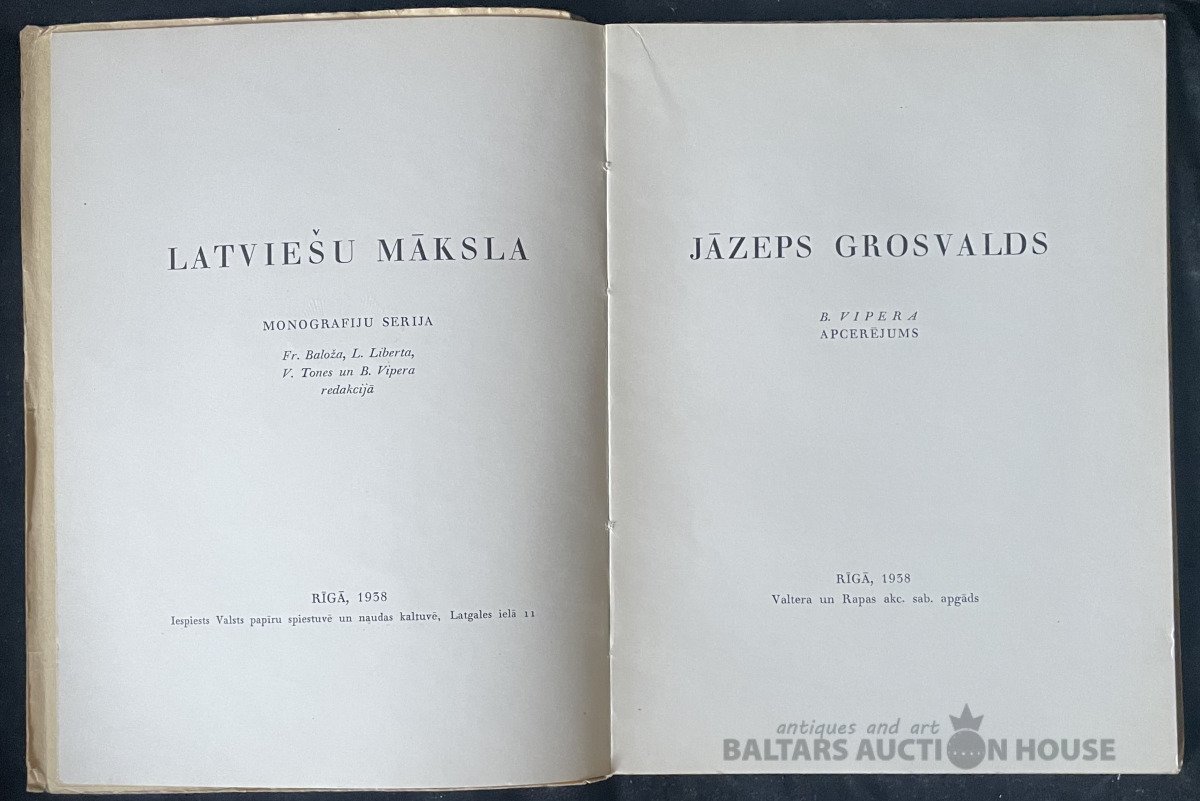 LATVIEŠU MĀKSLA
MONOGRAFIJU SERIJA
Fr. Baloža, L. Liberta,
V. Tones un B. Vipera
redakcijā
RĪGĀ, 1938
Iespiests Valsts papīru spiestuvē un naudas kaltuvē, Latgales ielā 11
JĀZEPS GROSVALDS
B. VIPERA
APCERĒJUMS
RĪGĀ, 1938
Valtera un Rapas akc. sab. apgāds
antiques and art
BALTARS AUCTION HOUSE